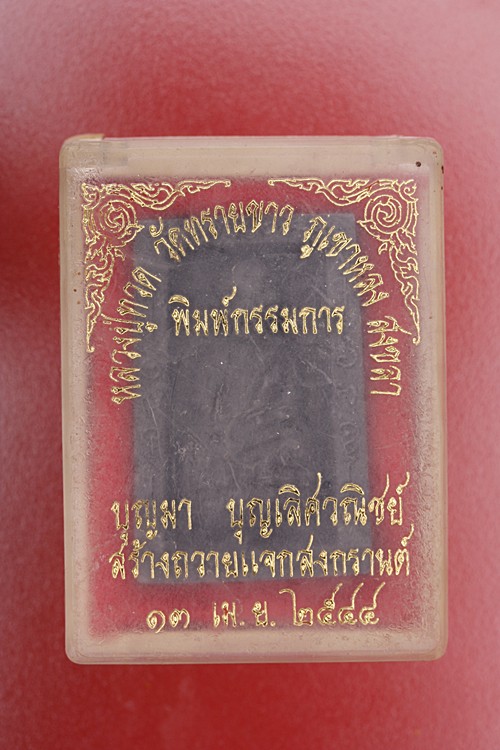 หลวงปู่ทวด วัดทรายขาว ภูเขาหลง สงขลา
พิมพ์กรรมการ
บุญมา บุญเลิศวณิชย์
สร้างถวายแจกสงกรานต์
๑๓ เม.ย. ๒๕๔๔